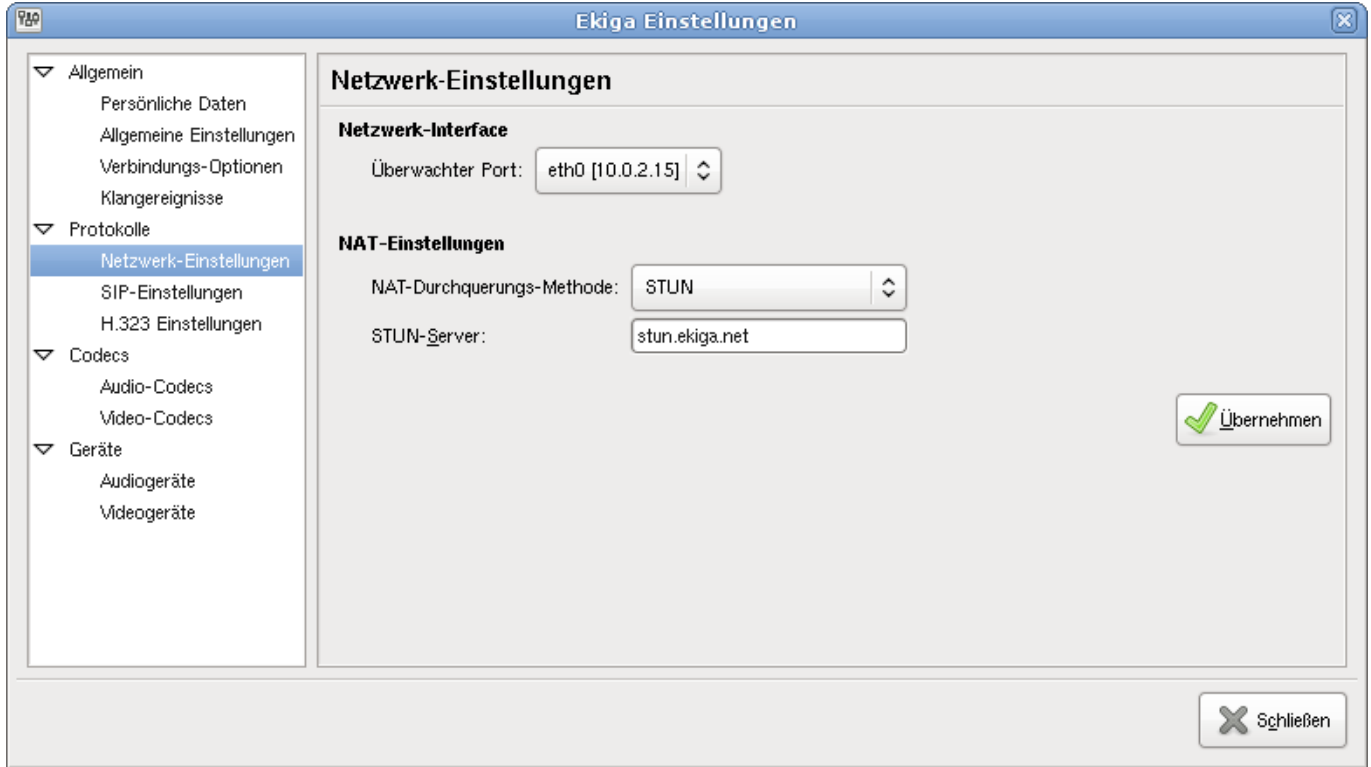 Ekiga Einstellungen
Allgemein
Persönliche Daten
Allgemeine Einstellungen
Verbindungs-Optionen
Klangereignisse
Protokolle
Netzwerk-Einstellungen
SIP-Einstellungen
H.323 Einstellungen
Codecs
Audio-Codecs
Video-Codecs
Geräte
Audiogeräte
Videogeräte
Netzwerk-Einstellungen
Netzwerk-Interface
Überwachter Port: eth0 [10.0.2.15]
NAT-Einstellungen
NAT-Durchquerungs-Methode: STUN
STUN-Server: stun.ekiga.net
Übernehmen
Schließen